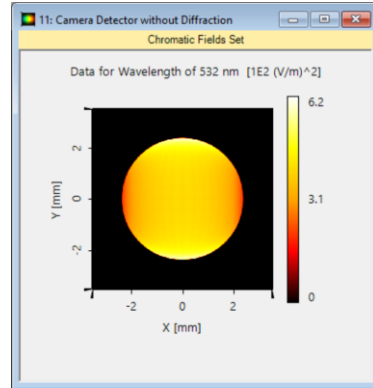 11: Camera Detector without Diffraction
Chromatic Fields Set
Data for Wavelength of 532 nm [1E2 (V/m)^2]
6.2
3.1
0
Y [mm]
2
0
-2
-2
0
2
X [mm]